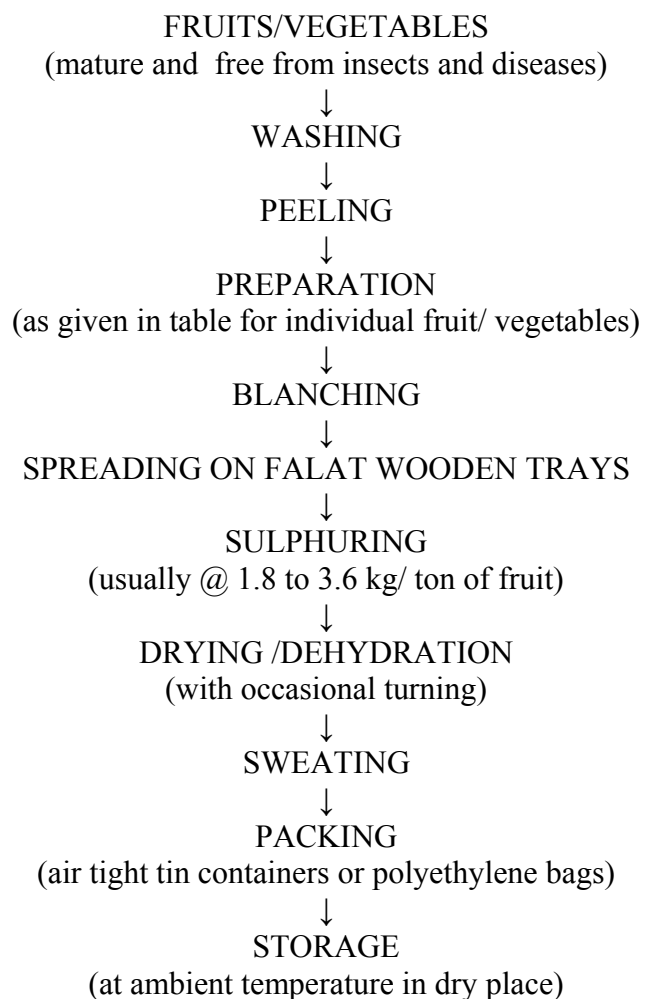 FRUITS/VEGETABLES
(mature and free from insects and diseases)
↓
WASHING
↓
PEELING
↓
PREPARATION
(as given in table for individual fruit/ vegetables)
↓
BLANCHING
↓
SPREADING ON FALAT WOODEN TRAYS
↓
SULPHURING
(usually @ 1.8 to 3.6 kg/ ton of fruit)
↓
DRYING /DEHYDRATION
(with occasional turning)
↓
SWEATING
↓
PACKING
(air tight tin containers or polyethylene bags)
↓
STORAGE
(at ambient temperature in dry place)